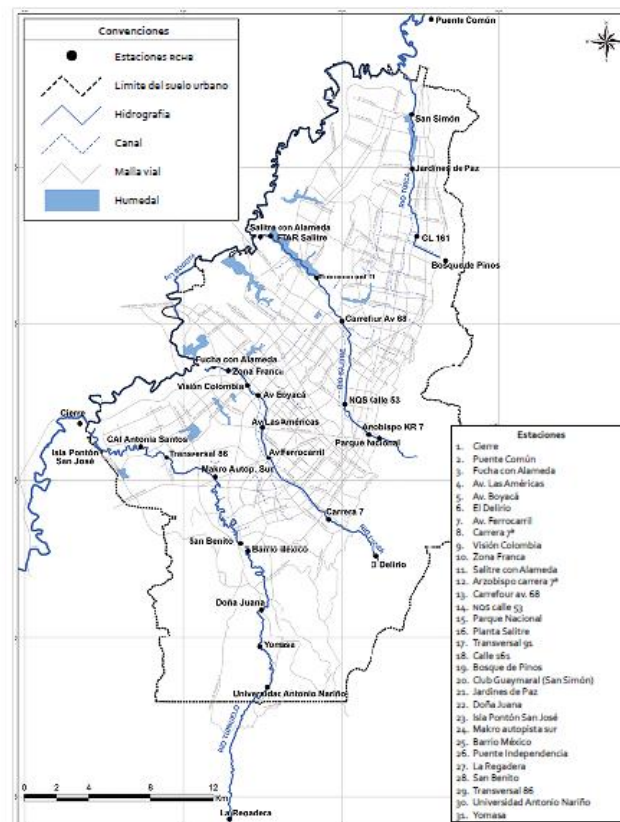 Convenciones
Estaciones RCHB
Limite del suelo urbano
Hidrografia
Canal
Malla vial
Humedal
Puente Común
San Simón
Jardines de Paz
RIO TUNJUELO
CL 161
Bosque de Pinos
Salitre con Alameda
PTAR Salitre
Carrefour Av 68
Fucha con Alameda
Zona Franca
Visión Colombia
Av Boyacá
NQS Calle 53
Cierre
CAI Antonia Santos
Av Las Américas
Arzobispo KR 7
Parque Nacional
Isla Pontón
San José
Transversal 86
Av Ferrocarril
Makro Autop. Sur
Carrera 7
San Benito
Barrio México
El Delirio
Doña Juana
Yomasa
Universidad Antonio Nariño
La Regadera
0 2 4 8 12
Km
Estaciones
1. Cierre
2. Puente Común
3. Fucha con Alameda
4. Av. Las Américas
5. Av. Boyacá
6. El Delirio
7. Av. Ferrocarril
8. Carrera 7ª
9. Visión Colombia
10. Zona Franca
11. Salitre con Alameda
12. Arzobispo carrera 7ª
13. Carrefour av. 68
14. NQS calle 53
15. Parque Nacional
16. Planta Salitre
17. Transversal 91
18. Calle 161
19. Bosque de Pinos
20. Club Guaymaral (San Simón)
21. Jardines de Paz
22. Doña Juana
23. Isla Pontón San José
24. Makro autopista sur
25. Barrio México
26. Puente Independencia
27. La Regadera
28. San Benito
29. Transversal 86
30. Universidad Antonio Nariño
31. Yomasa